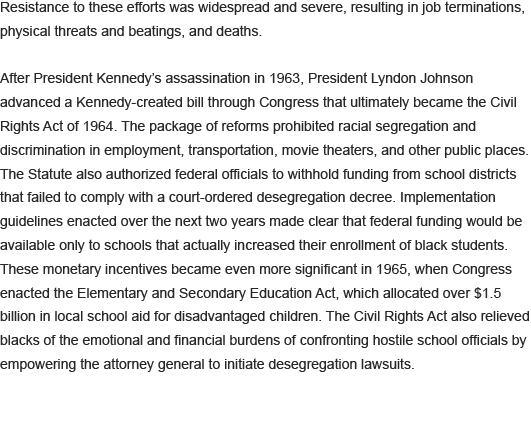 Resistance to these efforts was widespread and severe, resulting in job terminations,
physical threats and beatings, and deaths.
After President Kennedy’s assassination in 1963, President Lyndon Johnson
advanced a Kennedy-created bill through Congress that ultimately became the Civil
Rights Act of 1964. The package of reforms prohibited racial segregation and
discrimination in employment, transportation, movie theaters, and other public places.
The Statute also authorized federal officials to withhold funding from school districts
that failed to comply with a court-ordered desegregation decree. Implementation
guidelines enacted over the next two years made clear that federal funding would be
available only to schools that actually increased their enrollment of black students.
These monetary incentives became even more significant in 1965, when Congress
enacted the Elementary and Secondary Education Act, which allocated over $1.5
billion in local school aid for disadvantaged children. The Civil Rights Act also relieved
blacks of the emotional and financial burdens of confronting hostile school officials by
empowering the attorney general to initiate desegregation lawsuits.